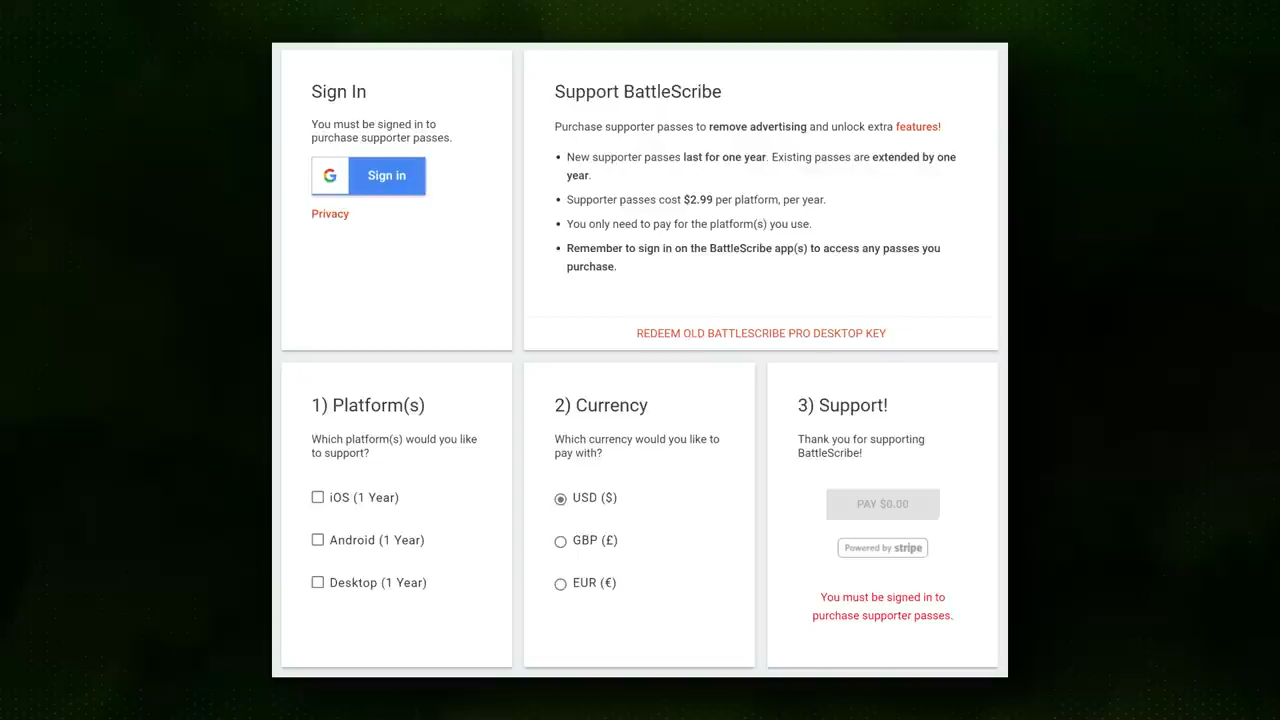 Sign In
You must be signed in to
purchase supporter passes.
Sign in
Privacy
Support BattleScribe
Purchase supporter passes to remove advertising and unlock extra features!
• New supporter passes last for one year. Existing passes are extended by one
year.
• Supporter passes cost $2.99 per platform, per year.
• You only need to pay for the platform(s) you use.
• Remember to sign in on the BattleScribe app(s) to access any passes you
purchase.
REDEEM OLD BATTLESCRIBE PRO DESKTOP KEY
1) Platform(s)
Which platform(s) would you like
to support?
iOS (1 Year)
Android (1 Year)
Desktop (1 Year)
2) Currency
Which currency would you like to
pay with?
USD ($)
GBP (£)
EUR (€)
3) Support!
Thank you for supporting
BattleScribe!
PAY $0.00
Powered by stripe
You must be signed in to
purchase supporter passes.